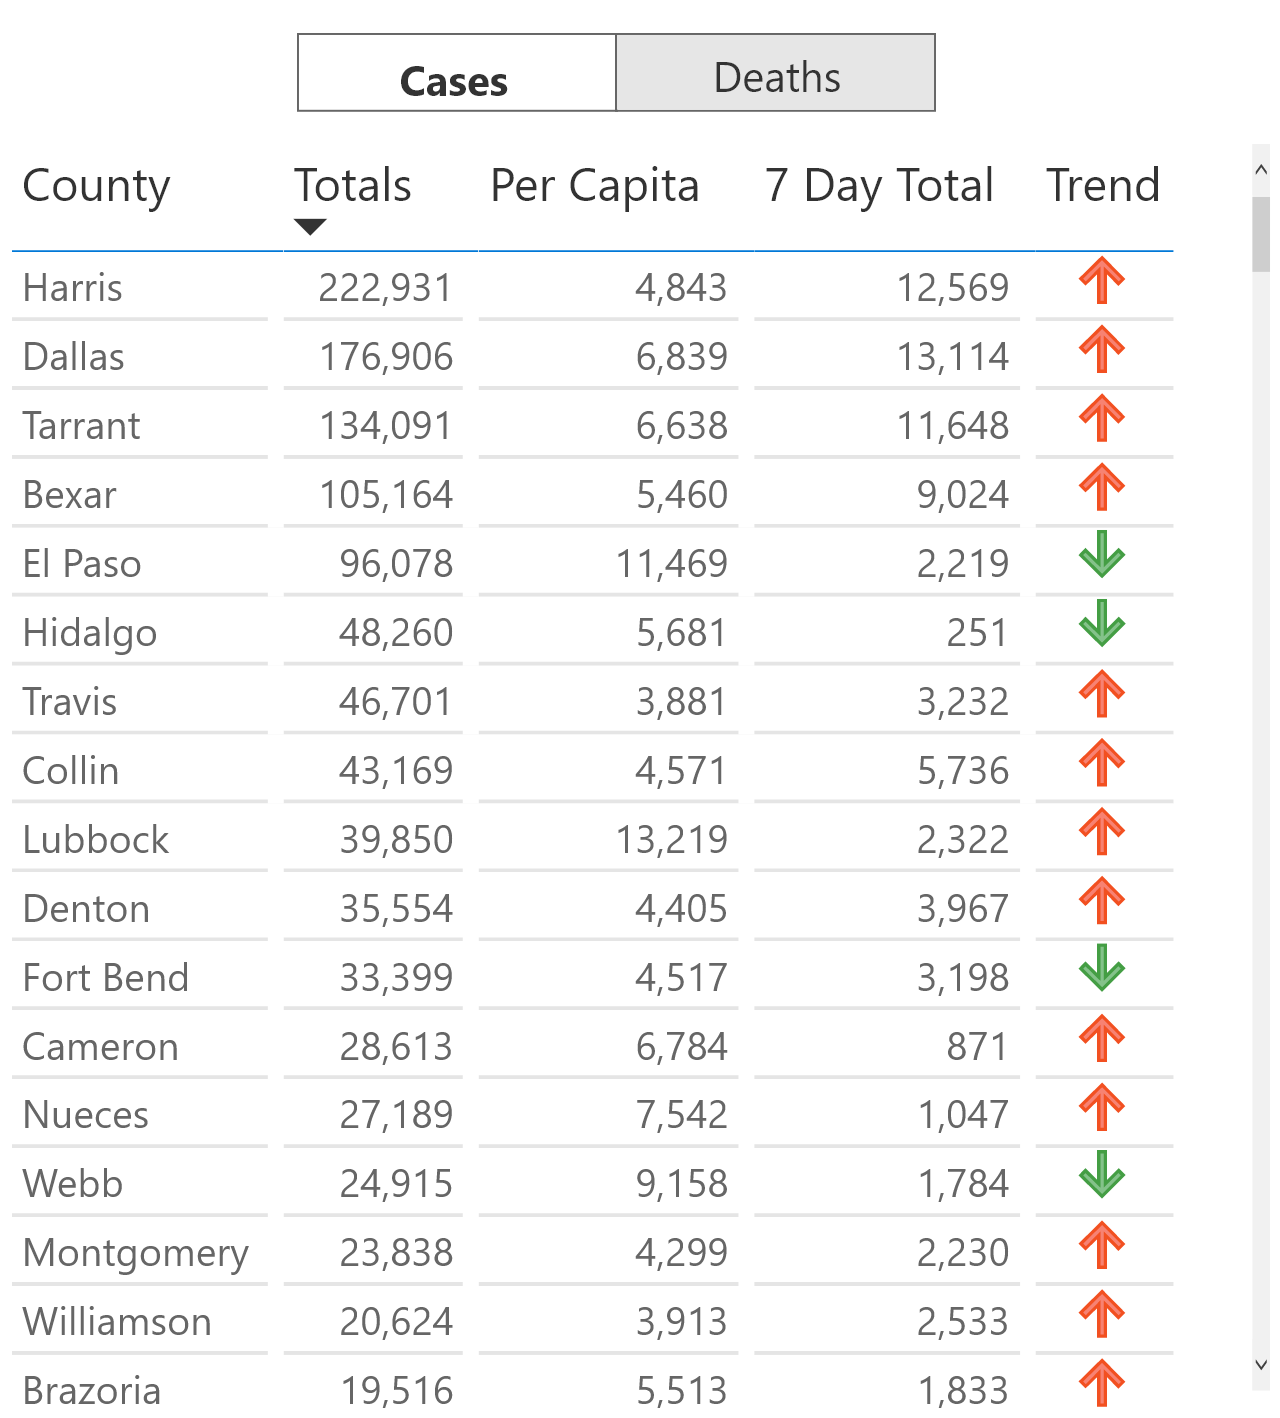 Cases Deaths
County Totals Per Capita 7 Day Total Trend
Harris 222,931 4,843 12,569
Dallas 176,906 6,839 13,114
Tarrant 134,091 6,638 11,648
Bexar 105,164 5,460 9,024
El Paso 96,078 11,469 2,219
Hidalgo 48,260 5,681 251
Travis 46,701 3,881 3,232
Collin 43,169 4,571 5,736
Lubbock 39,850 13,219 2,322
Denton 35,554 4,405 3,967
Fort Bend 33,399 4,517 3,198
Cameron 28,613 6,784 871
Nueces 27,189 7,542 1,047
Webb 24,915 9,158 1,784
Montgomery 23,838 4,299 2,230
Williamson 20,624 3,913 2,533
Brazoria 19,516 5,513 1,833